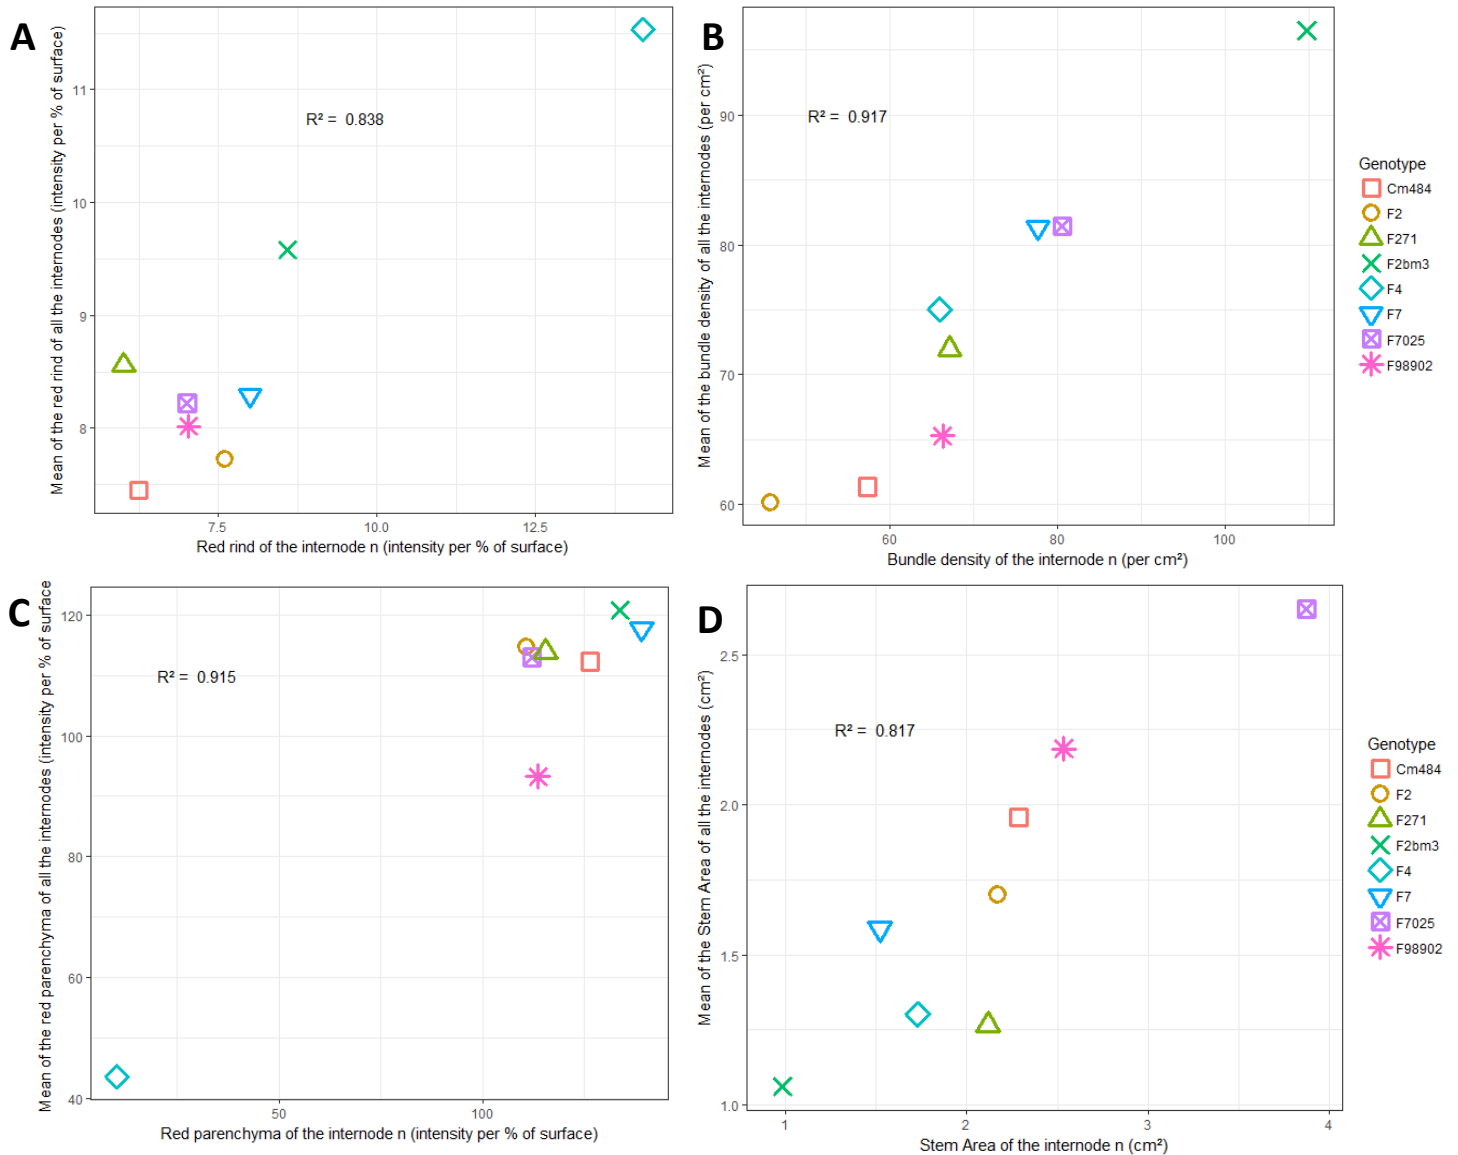 A
Mean of the red rind of all the internodes (intensity per % of surface)
11
10
9
8
R² = 0.838
7.5 10.0 12.5
Red rind of the internode n (intensity per % of surface)
B
Mean of the bundle density of all the internodes (per cm²)
90
80
70
60
R² = 0.917
60 80 100
Bundle density of the internode n (per cm²)
Genotype
Cm484
F2
F271
F2bm3
F4
F7
F7025
F98902
C
Mean of the red parenchyma of all the internodes (intensity per % of surface
120
100
80
60
40
R² = 0.915
50 100
Red parenchyma of the internode n (intensity per % of surface)
D
Mean of the Stem Area of all the internodes (cm²)
2.5
2.0
1.5
1.0
R² = 0.817
1 2 3 4
Stem Area of the internode n (cm²)
Genotype
Cm484
F2
F271
F2bm3
F4
F7
F7025
F98902